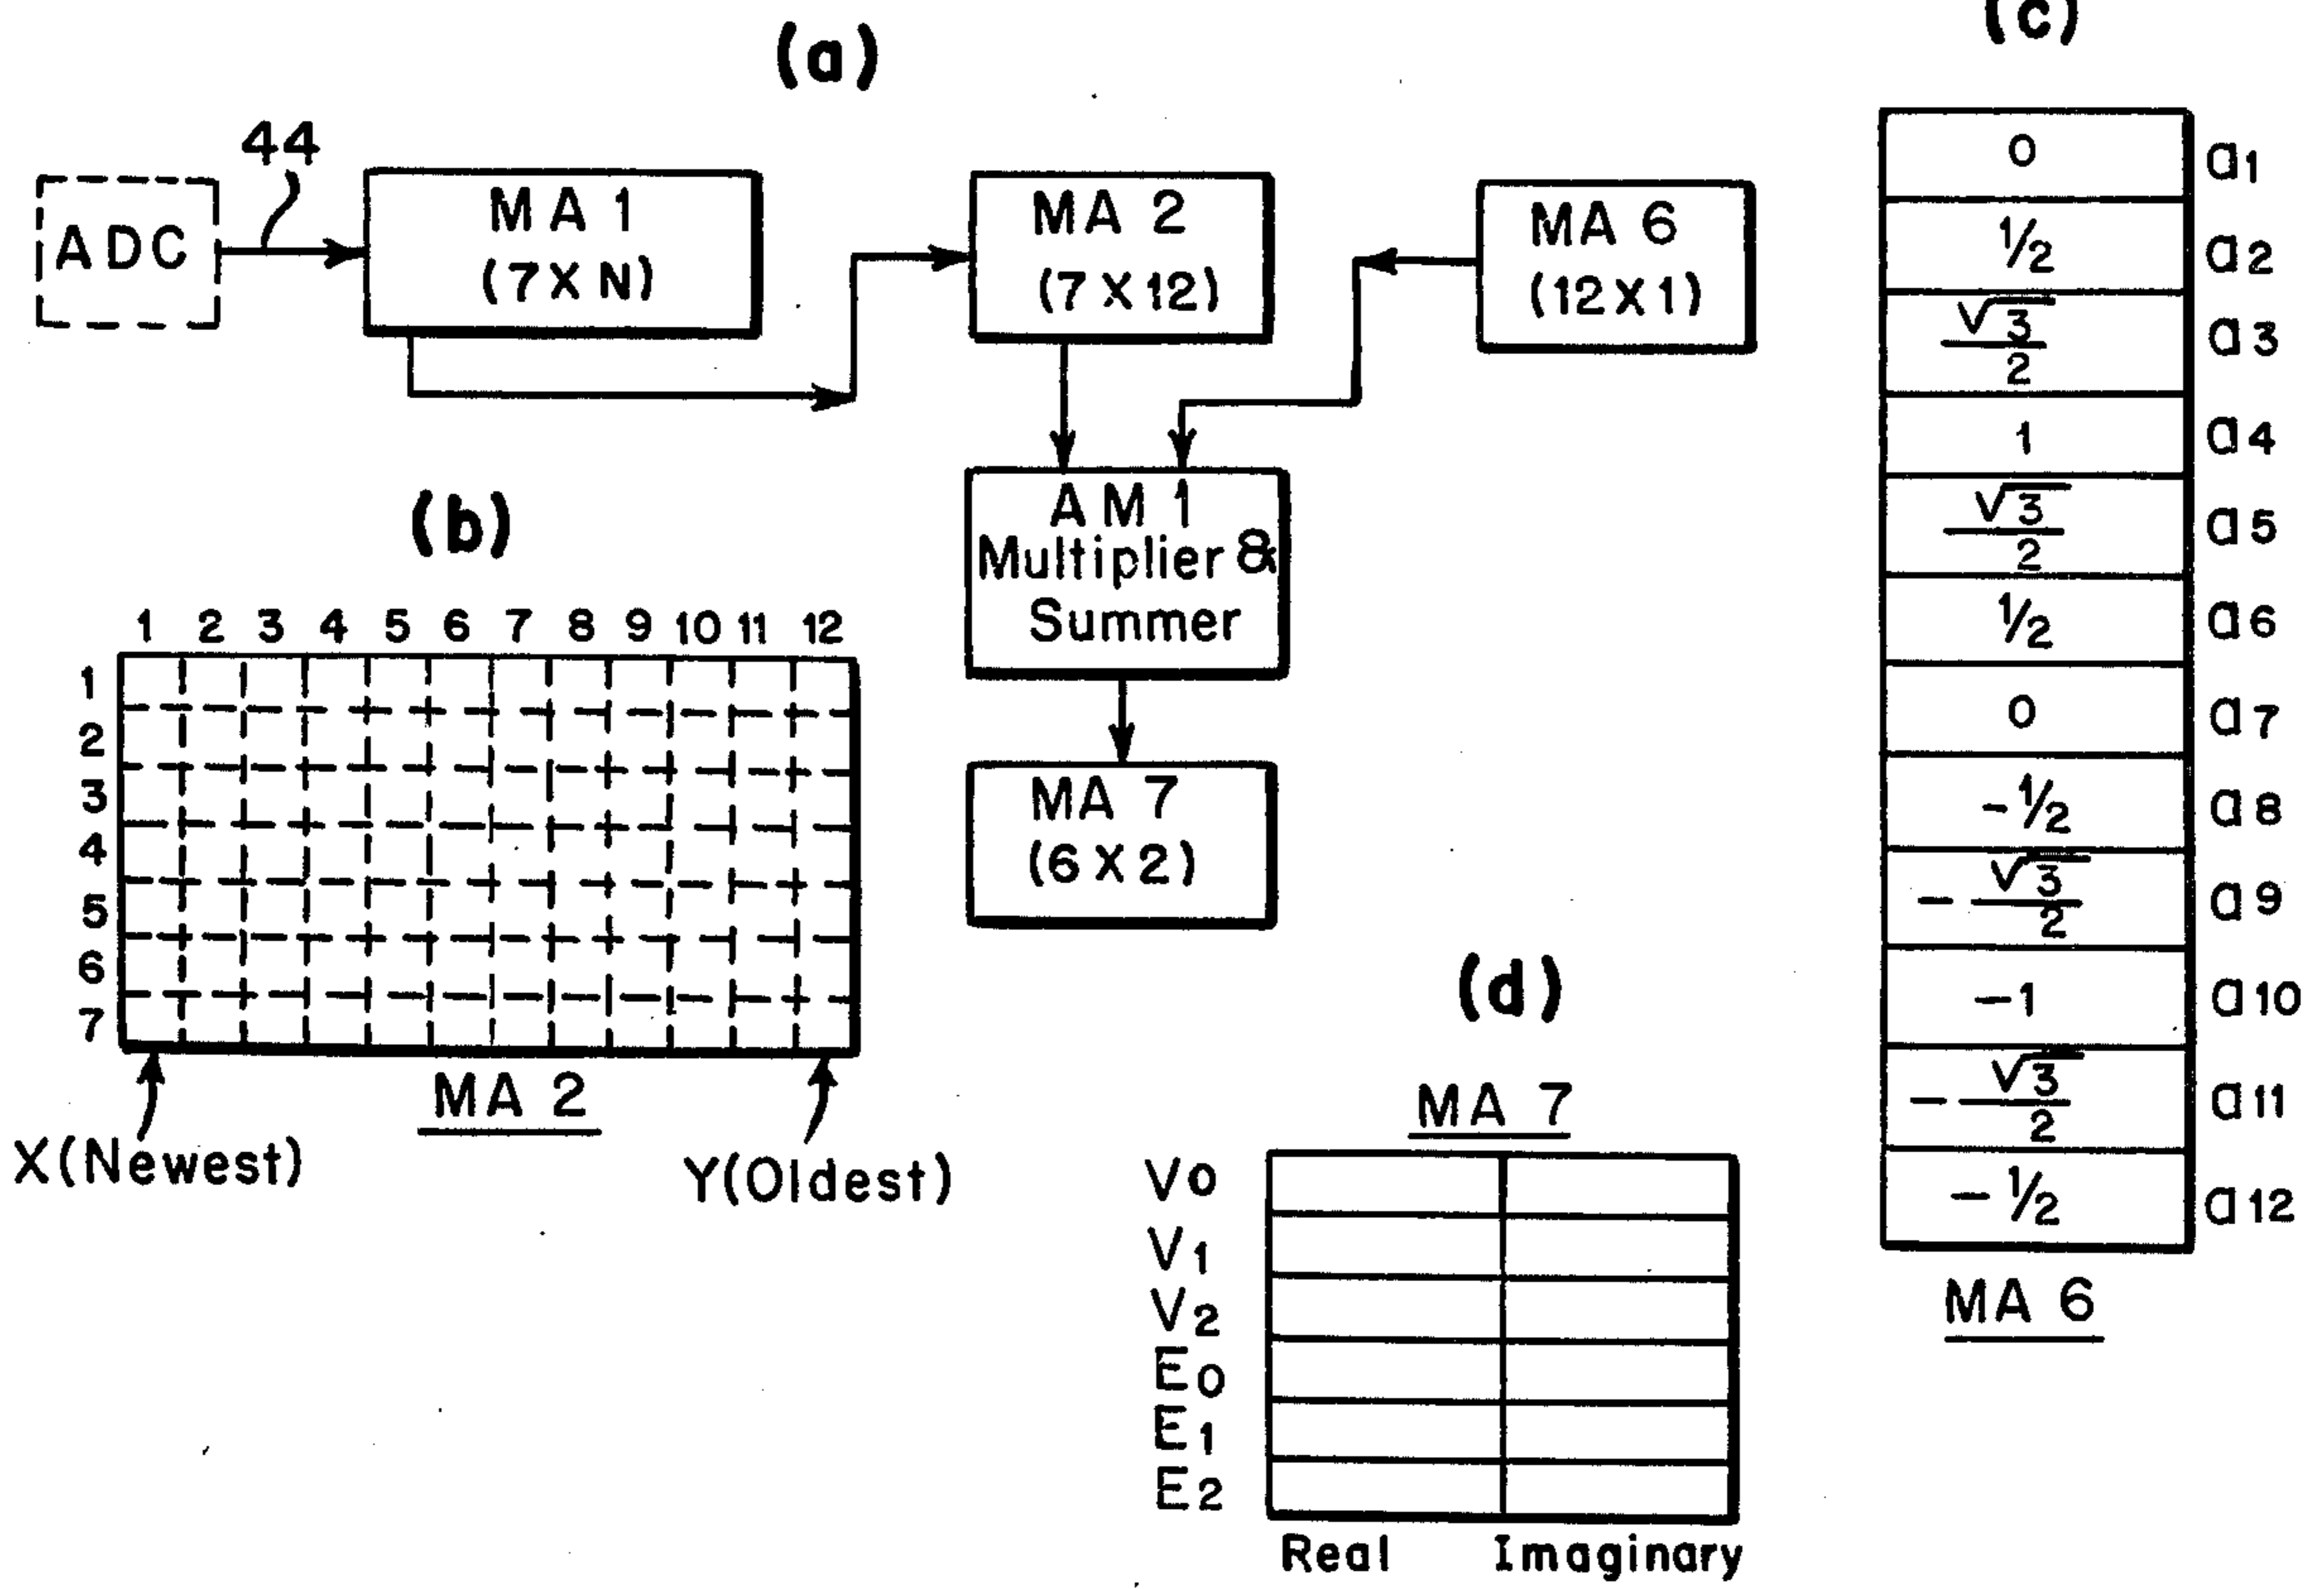 (a)
44
ADC
MA 1
(7 X N)
MA 2
(7 X 12)
MA 6
(12 X 1)
AM 1
Multiplier &
Summer
MA 7
(6 X 2)
(b)
1 2 3 4 5 6 7 8 9 10 11 12
1
2
3
4
5
6
7
X(Newest)
MA 2
Y(Oldest)
(c)
0 a1
1/2 a2
√3/2 a3
1 a4
√3/2 a5
1/2 a6
0 a7
-1/2 a8
-√3/2 a9
-1 a10
-√3/2 a11
-1/2 a12
MA 6
(d)
MA 7
V0
V1
V2
E0
E1
E2
Real Imaginary